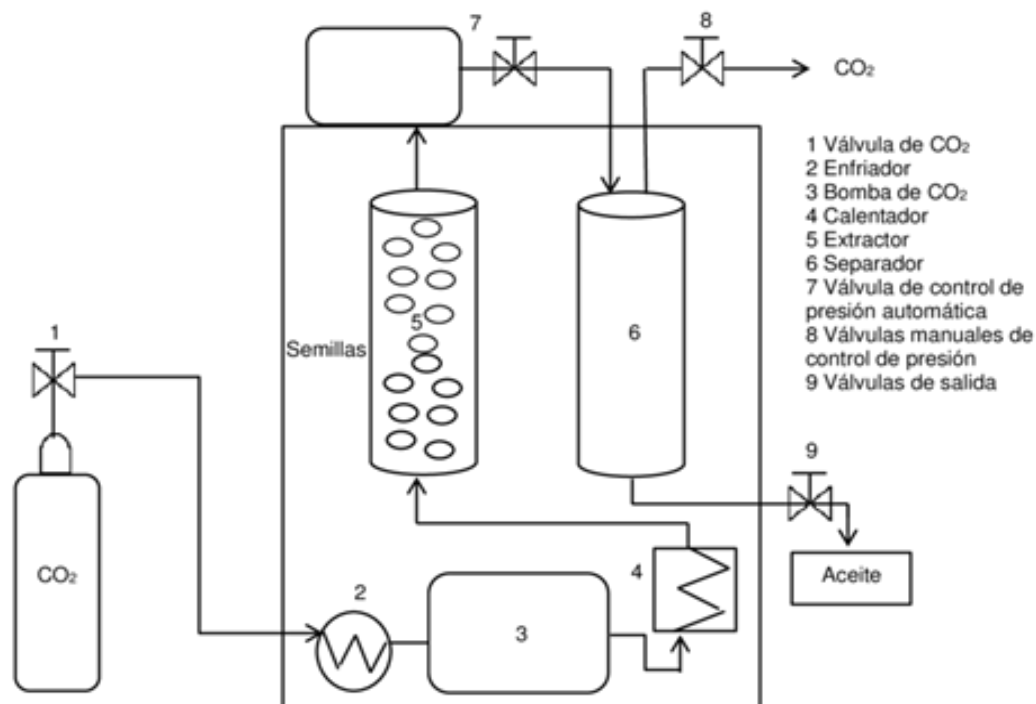 7
8
CO₂
1 Válvula de CO₂
2 Enfriador
3 Bomba de CO₂
4 Calentador
5 Extractor
6 Separador
7 Válvula de control de
presión automática
8 Válvulas manuales de
control de presión
9 Válvulas de salida
1
Semillas
5
6
9
CO₂
2
3
4
Aceite